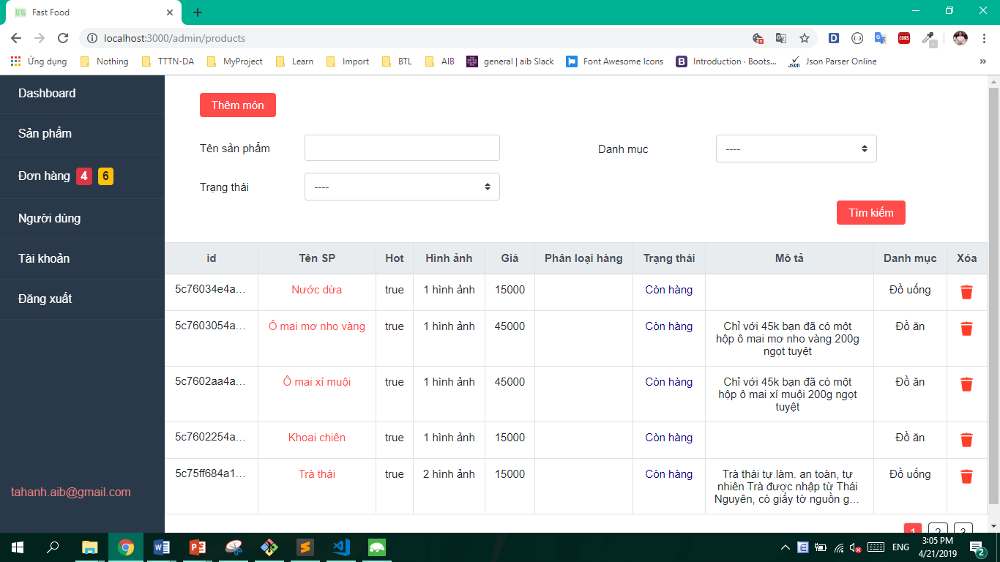 Fast Food
localhost:3000/admin/products
CORS
Ứng dụng
Nothing
TTTN-DA
MyProject
Learn
Import
BTL
AIB
general | aib Slack
Font Awesome Icons
B
Introduction · Boots...
JSON
Json Parser Online
»
Dashboard
Sản phẩm
Đơn hàng 4 6
Người dùng
Tài khoản
Đăng xuất
tahanh.aib@gmail.com
Thêm món
Tên sản phẩm
Danh mục ----
Trạng thái ----
Tìm kiếm
id Tên SP Hot Hình ảnh Giá Phân loại hàng Trạng thái Mô tả Danh mục Xóa
5c76034e4a... Nước dừa true 1 hình ảnh 15000 Còn hàng Đồ uống
5c7603054a... Ô mai mơ nho vàng true 1 hình ảnh 45000 Còn hàng Chỉ với 45k bạn đã có một Đồ ăn
hộp ô mai mơ nho vàng 200g
ngọt tuyệt
5c7602aa4a... Ô mai xí muội true 1 hình ảnh 45000 Còn hàng Chỉ với 45k bạn đã có một Đồ ăn
hộp ô mai xí muội 200g ngọt
tuyệt
5c7602254a... Khoai chiên true 1 hình ảnh 15000 Còn hàng Đồ ăn
5c75ff684a1... Trà thái true 2 hình ảnh 15000 Còn hàng Trà thái tự làm. an toàn, tự Đồ uống
nhiên Trà được nhập từ Thái
Nguyên, có giấy tờ nguồn g...
1 2 3
ENG
3:05 PM
4/21/2019
2